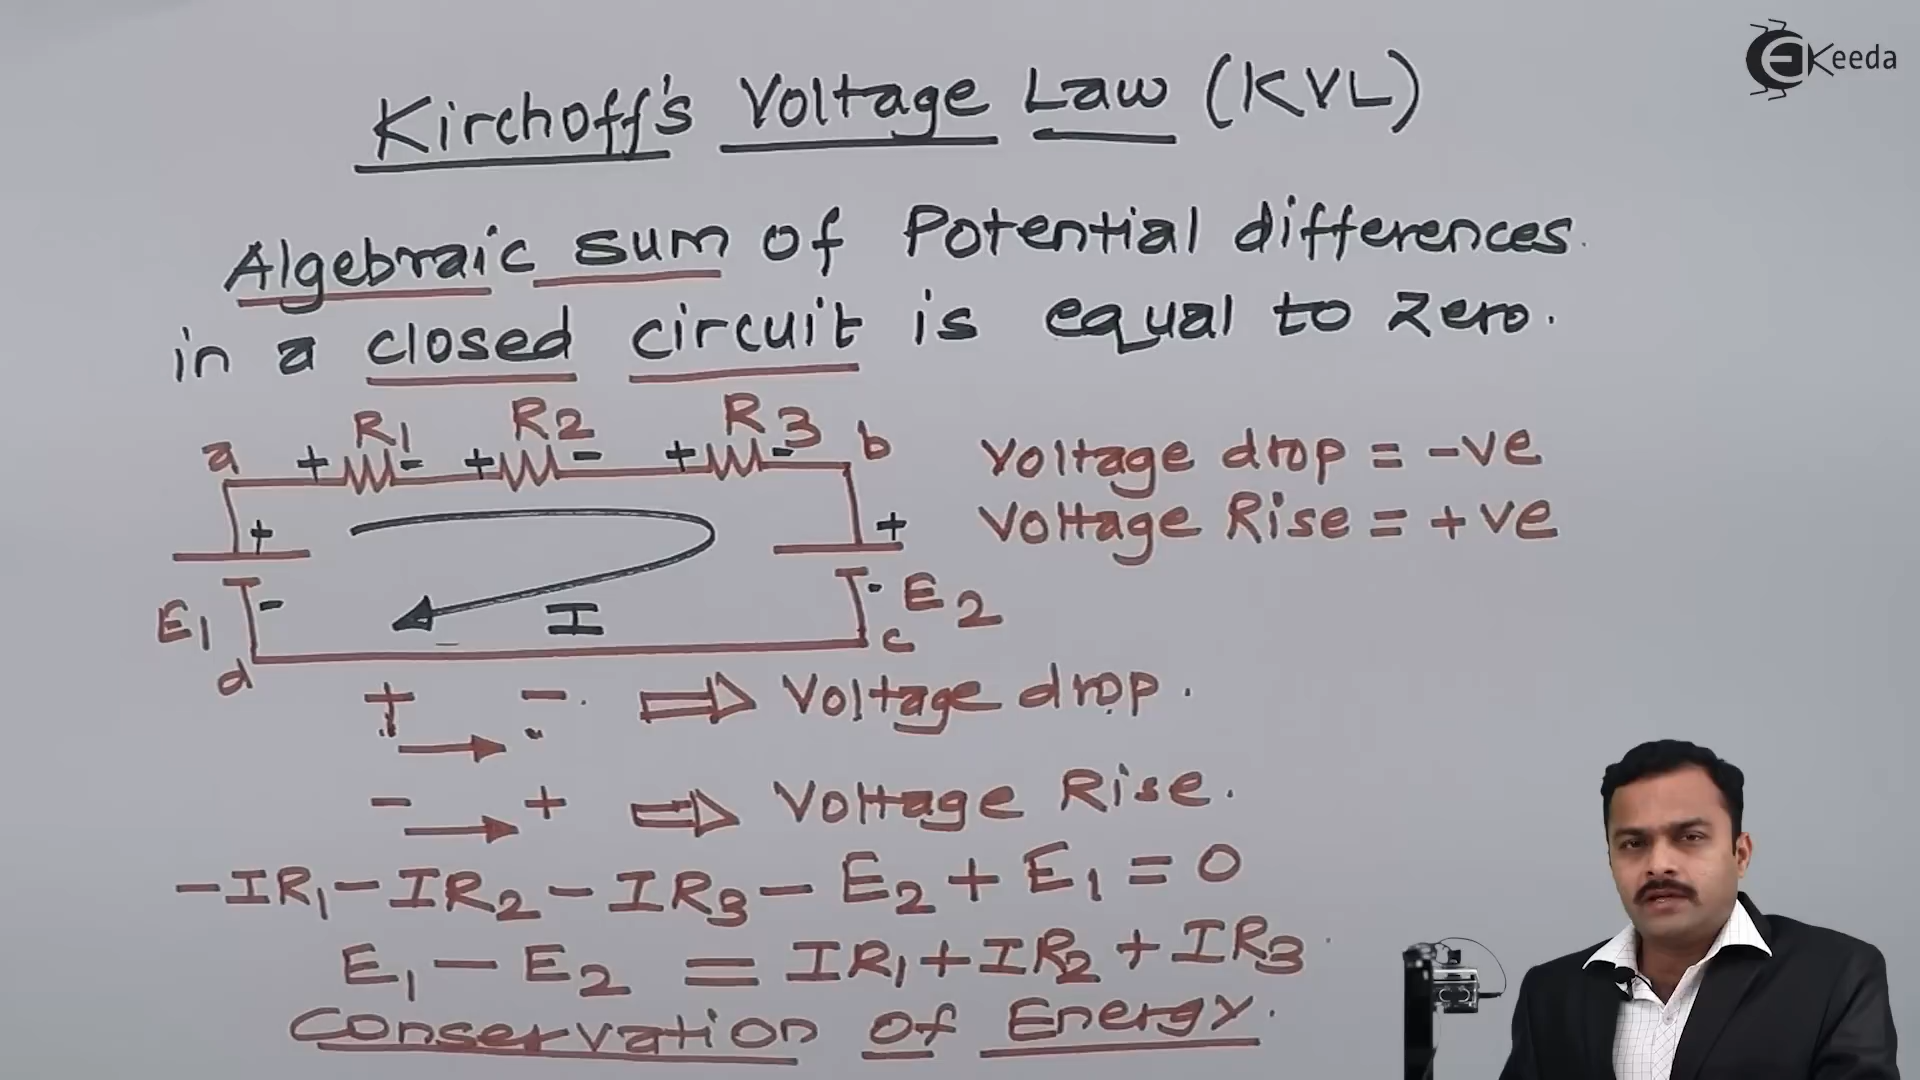 Keeda
Kirchoff's Voltage Law (KVL)
Algebraic sum of Potential differences.
in a closed circuit is equal to zero.
R1 R2 R3
a + - + - + - b
Voltage drop = -ve
Voltage Rise = +ve
+ +
E1 - I - E2
d c
+ - ⇒ Voltage drop.
→
- + ⇒ Voltage Rise.
→
-IR1 - IR2 - IR3 - E2 + E1 = 0
E1 - E2 = IR1 + IR2 + IR3.
Conservation of Energy.